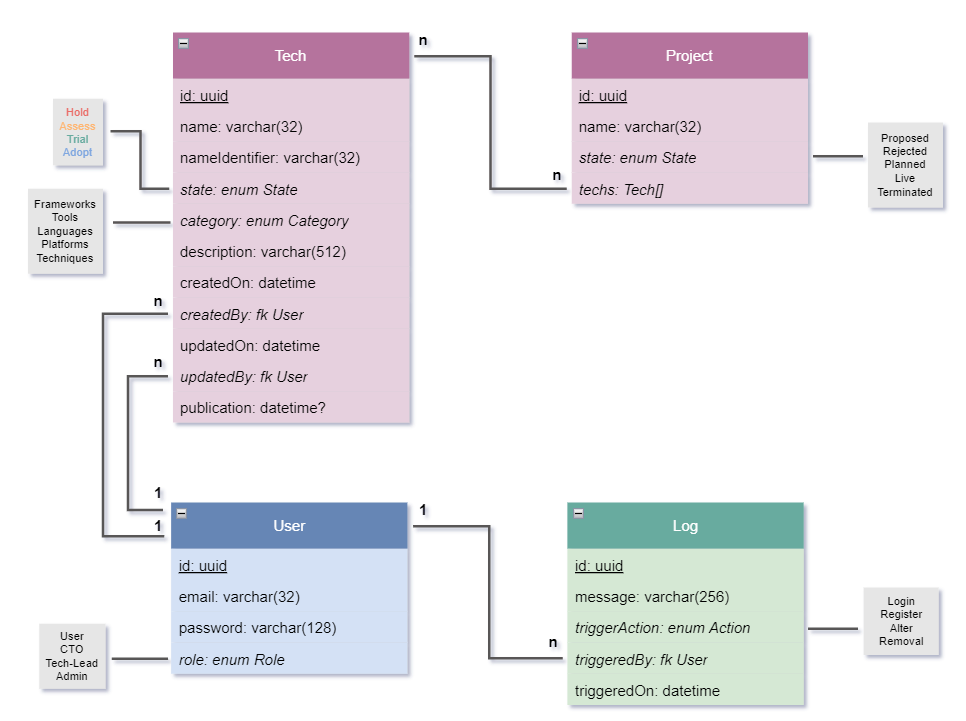 Tech
id: uuid
name: varchar(32)
nameIdentifier: varchar(32)
state: enum State
category: enum Category
description: varchar(512)
createdOn: datetime
createdBy: fk User
updatedOn: datetime
updatedBy: fk User
publication: datetime?
Hold
Assess
Trial
Adopt
Frameworks
Tools
Languages
Platforms
Techniques
n
n
Project
id: uuid
name: varchar(32)
state: enum State
techs: Tech[]
Proposed
Rejected
Planned
Live
Terminated
n
n
1
1
User
id: uuid
email: varchar(32)
password: varchar(128)
role: enum Role
User
CTO
Tech-Lead
Admin
1
n
Log
id: uuid
message: varchar(256)
triggerAction: enum Action
triggeredBy: fk User
triggeredOn: datetime
Login
Register
Alter
Removal